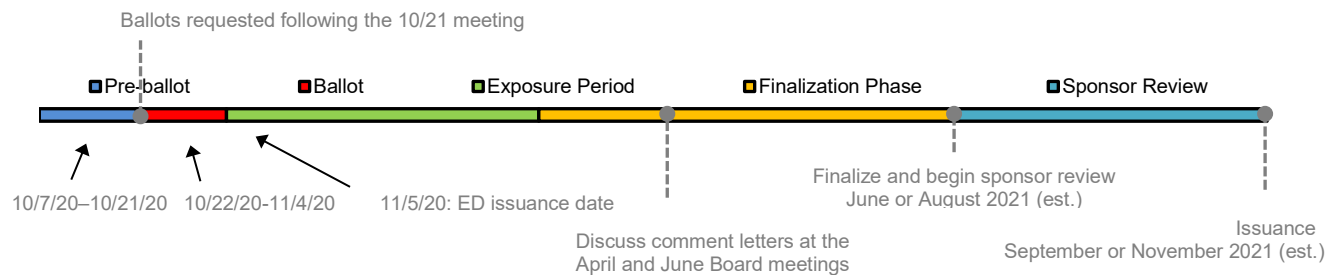 Ballots requested following the 10/21 meeting
Pre-ballot
Ballot
Exposure Period
Finalization Phase
Sponsor Review
10/7/20–10/21/20
10/22/20-11/4/20
11/5/20: ED issuance date
Discuss comment letters at the
April and June Board meetings
Finalize and begin sponsor review
June or August 2021 (est.)
Issuance
September or November 2021 (est.)